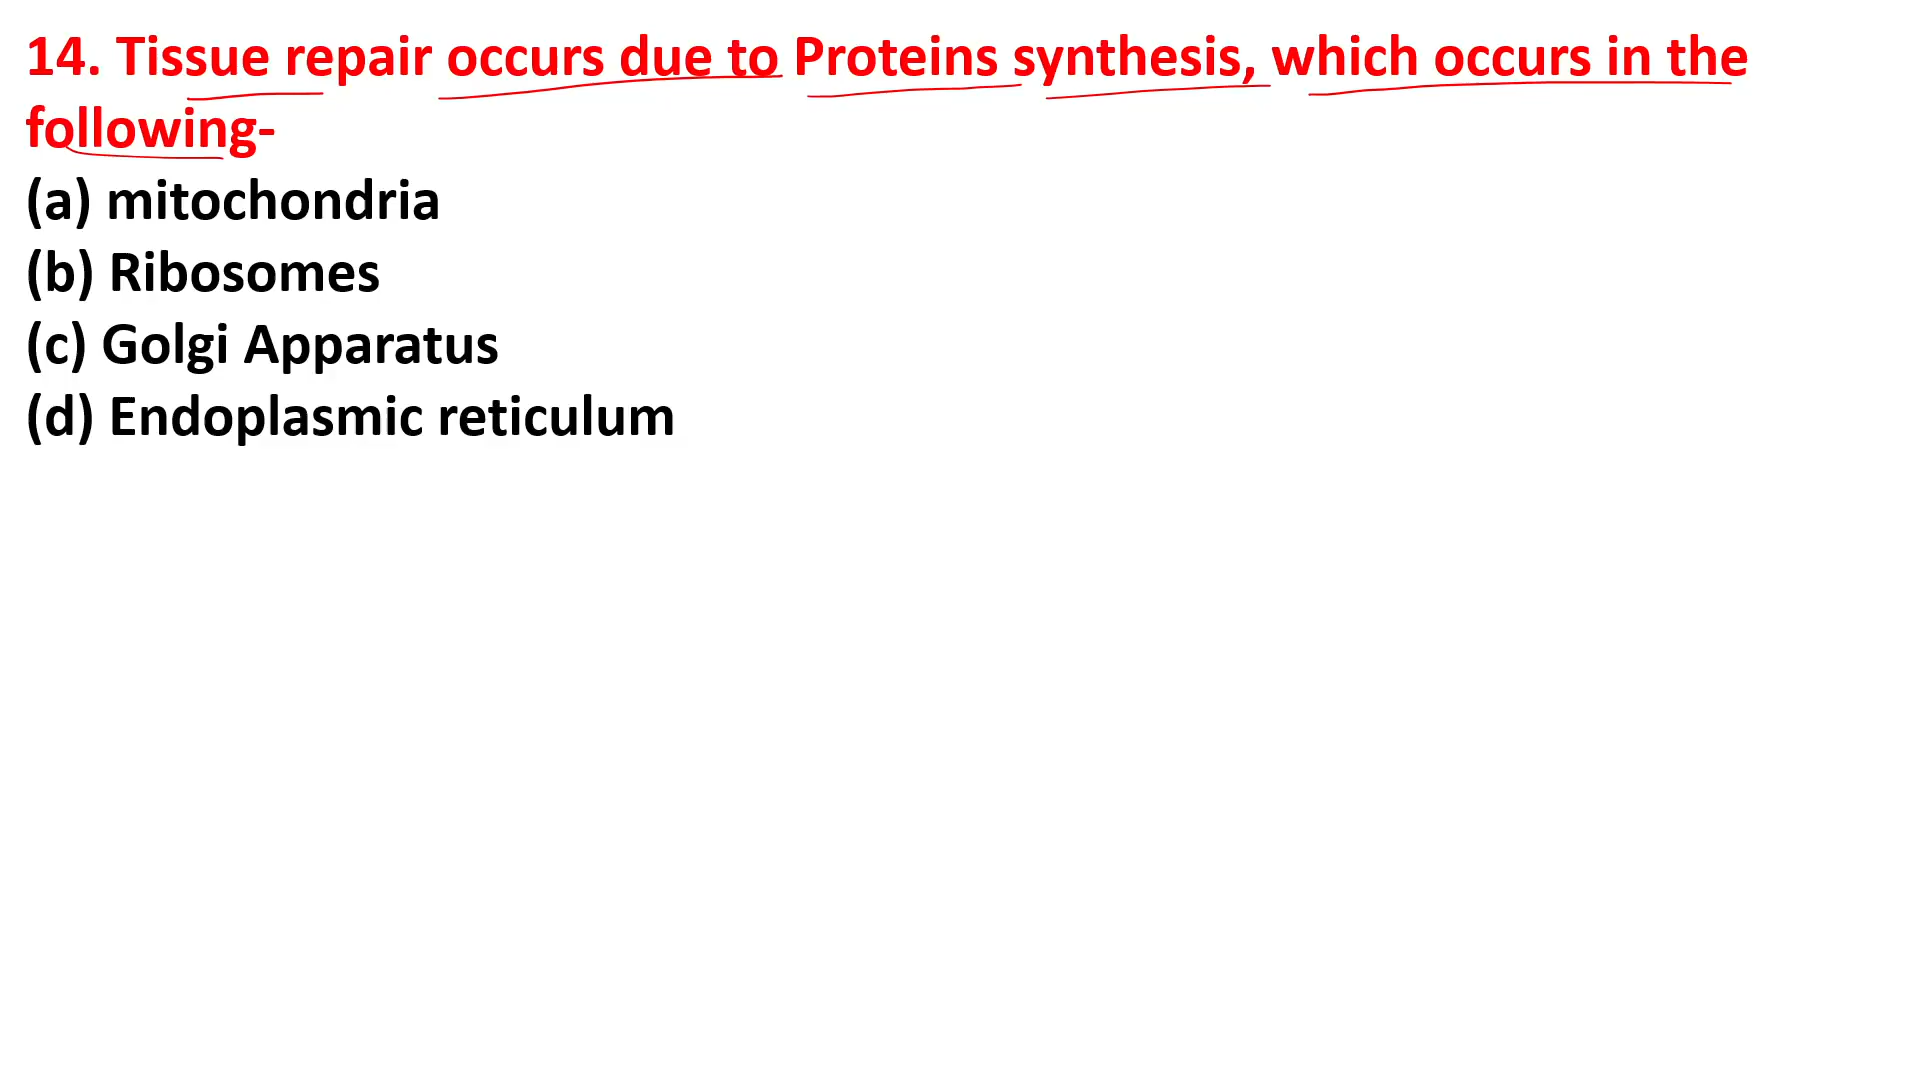 14. Tissue repair occurs due to Proteins synthesis, which occurs in the
following-
(a) mitochondria
(b) Ribosomes
(c) Golgi Apparatus
(d) Endoplasmic reticulum